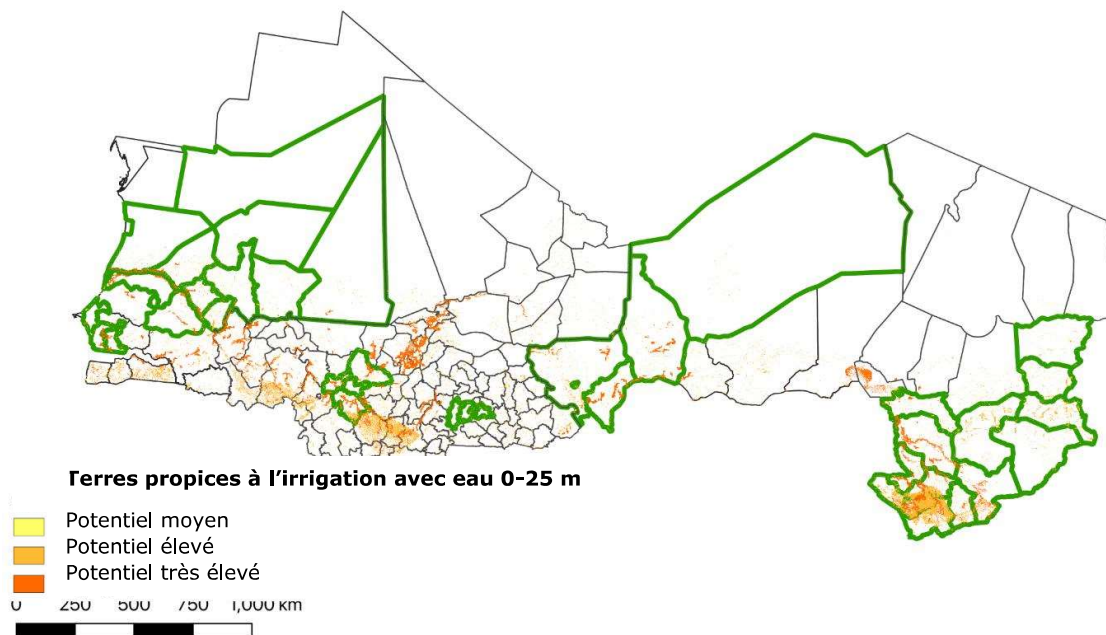 Terres propices à l'irrigation avec eau 0-25 m
Potentiel moyen
Potentiel élevé
Potentiel très élevé
0 250 500 750 1,000 km